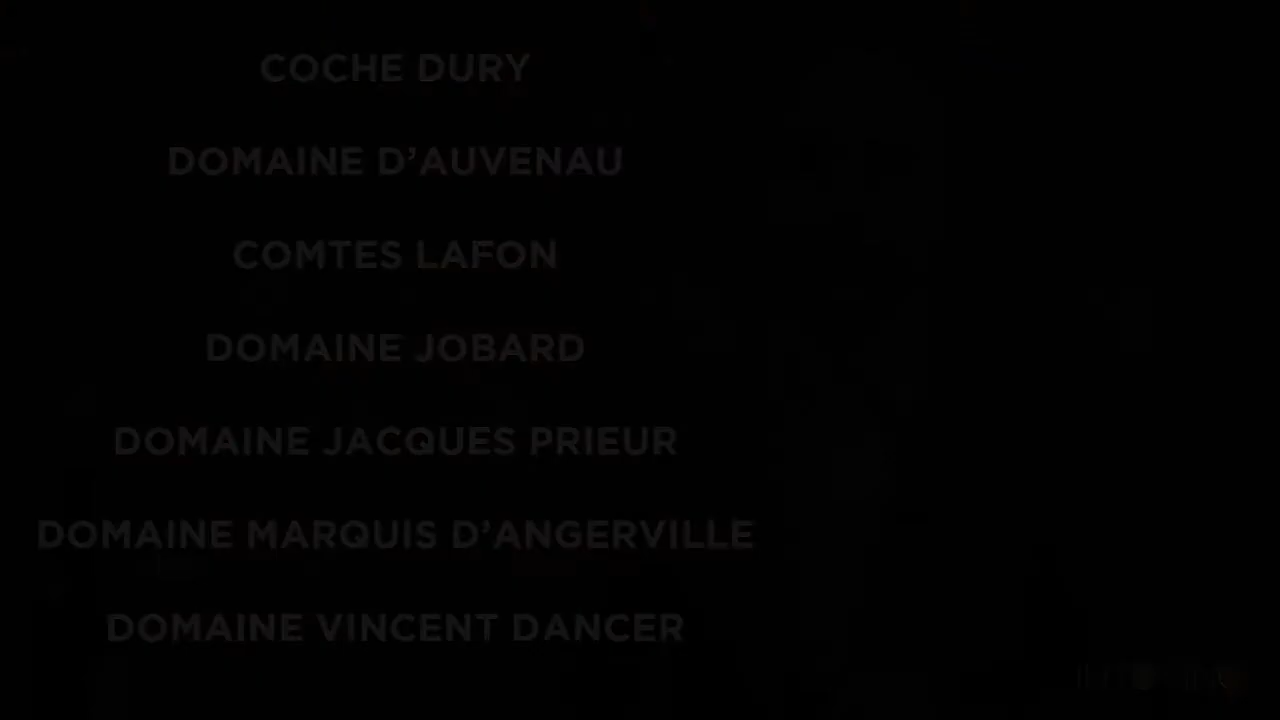 COCHE DURY
DOMAINE D’AUVENAU
COMTES LAFON
DOMAINE JOBARD
DOMAINE JACQUES PRIEUR
DOMAINE MARQUIS D’ANGERVILLE
DOMAINE VINCENT DANCER